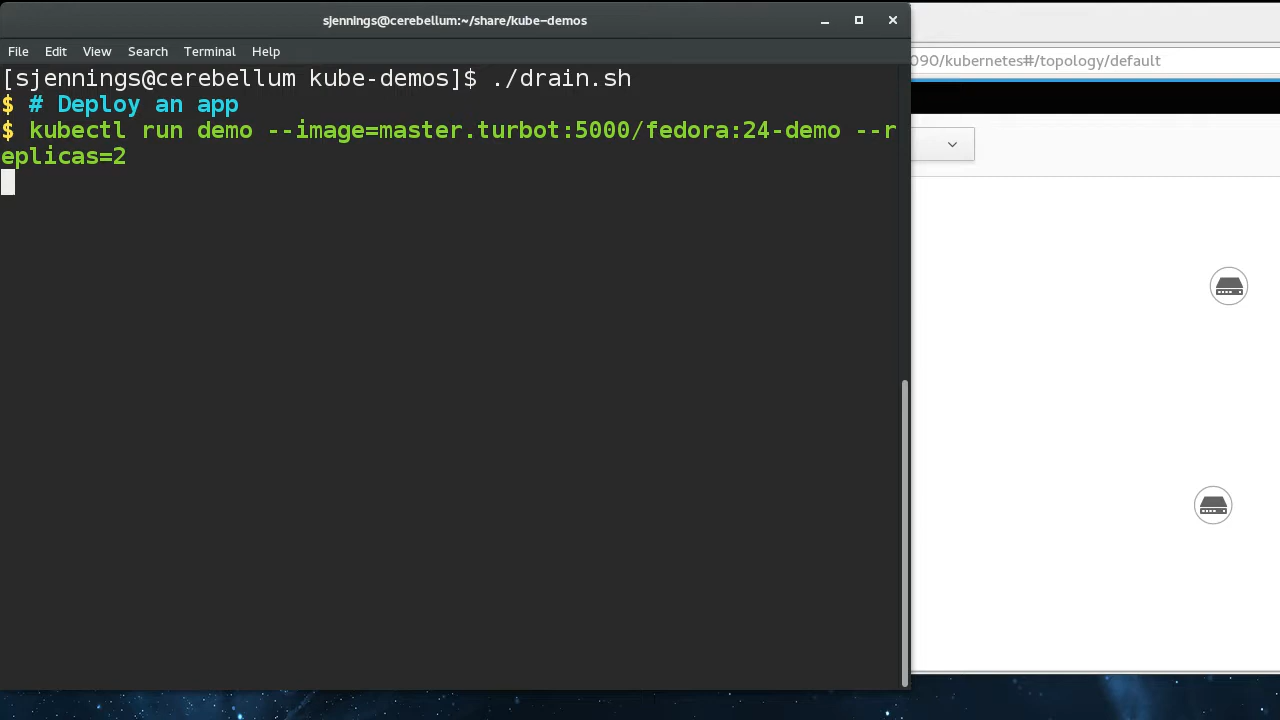 sjennings@cerebellum:~/share/kube-demos
File Edit View Search Terminal Help
[sjennings@cerebellum kube-demos]$ ./drain.sh
$ # Deploy an app
$ kubectl run demo --image=master.turbot:5000/fedora:24-demo --r
eplicas=2
090/kubernetes#/topology/default